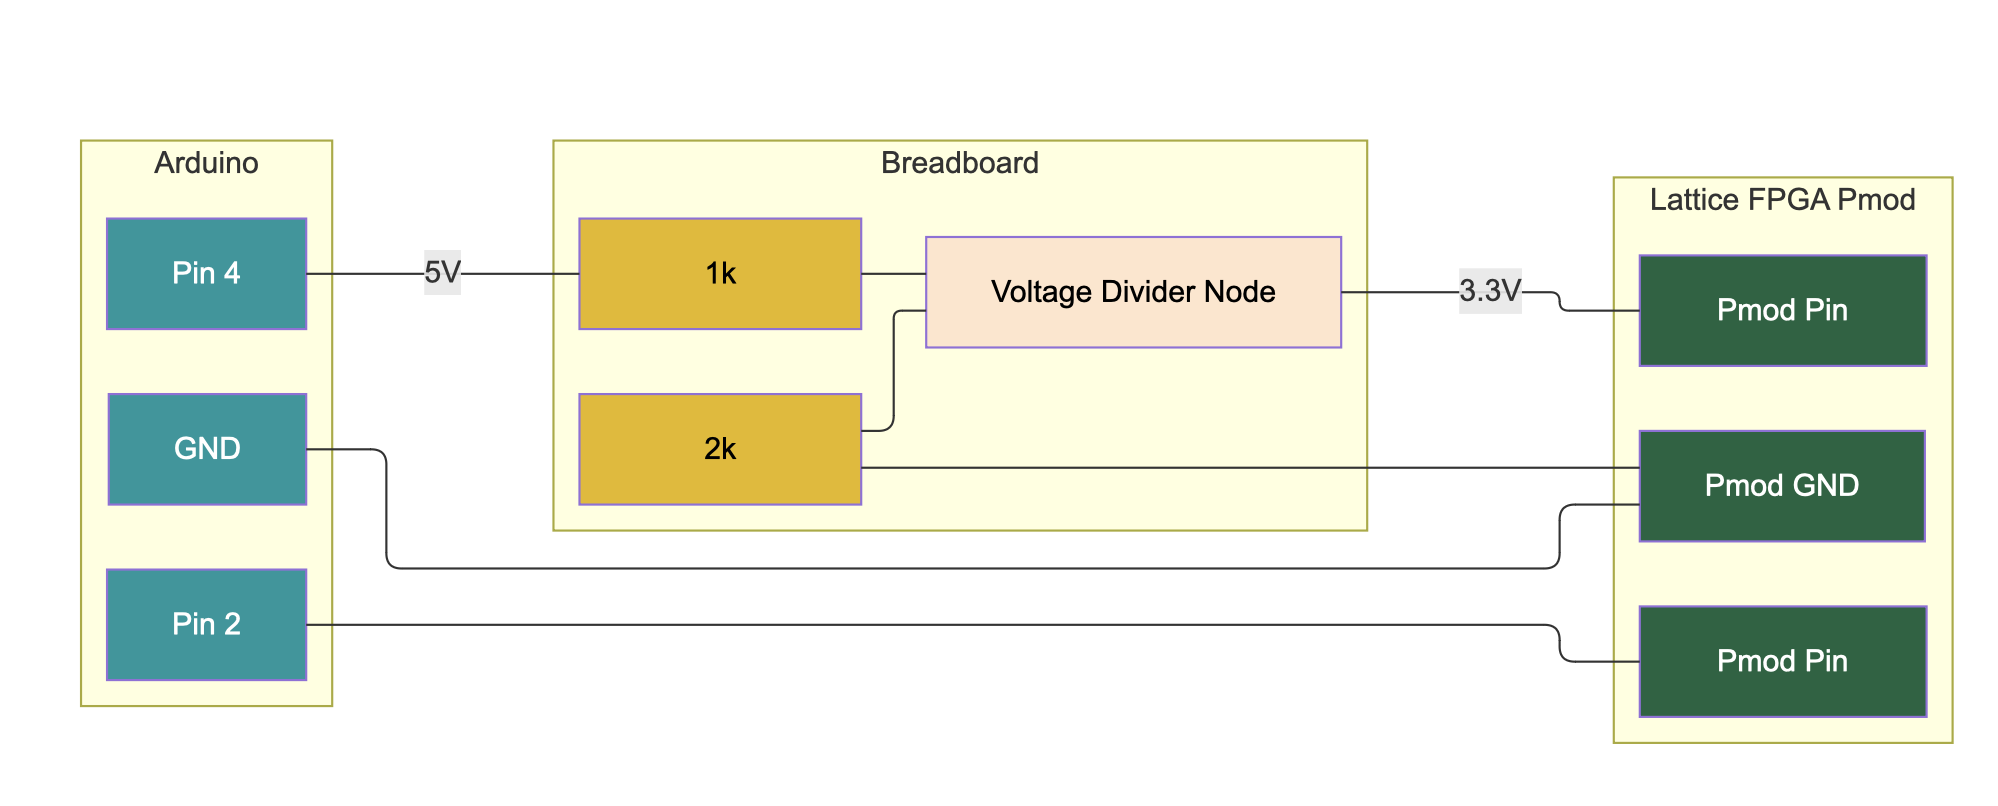 Arduino
Breadboard
Lattice FPGA Pmod
Pin 4
5V
1k
Voltage Divider Node
3.3V
Pmod Pin
GND
2k
Pmod GND
Pin 2
Pmod Pin